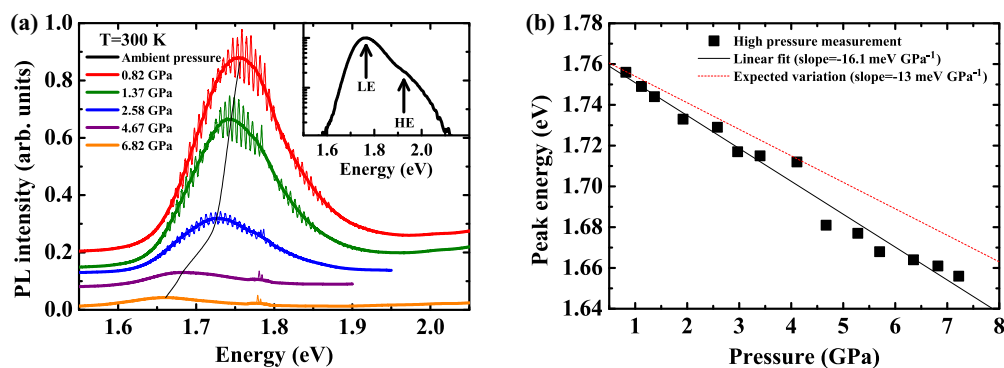 (a)
T=300 K
Ambient pressure
0.82 GPa
1.37 GPa
2.58 GPa
4.67 GPa
6.82 GPa
LE
HE
1.6 1.8 2.0
Energy (eV)
1.0
0.8
0.6
0.4
0.2
0.0
PL intensity (arb. units)
1.6 1.7 1.8 1.9 2.0
Energy (eV)
(b)
High pressure measurement
Linear fit (slope=-16.1 meV GPa⁻¹)
Expected variation (slope=-13 meV GPa⁻¹)
1.78
1.76
1.74
1.72
1.70
1.68
1.66
1.64
Peak energy (eV)
1 2 3 4 5 6 7 8
Pressure (GPa)